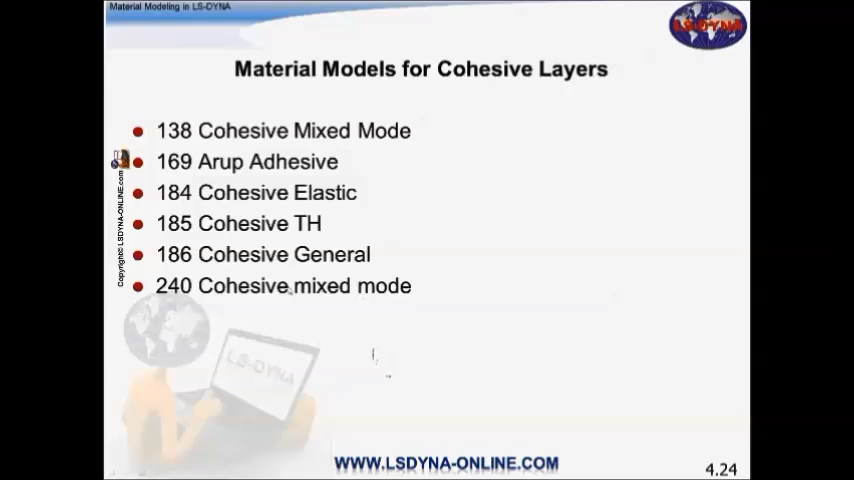 Material Modeling in LS-DYNA
LS-DYNA
Material Models for Cohesive Layers
138 Cohesive Mixed Mode
169 Arup Adhesive
184 Cohesive Elastic
185 Cohesive TH
186 Cohesive General
240 Cohesive mixed mode
Copyright© LSDYNA-ONLINE.com
LS-DYNA
WWW.LSDYNA-ONLINE.COM
4.24